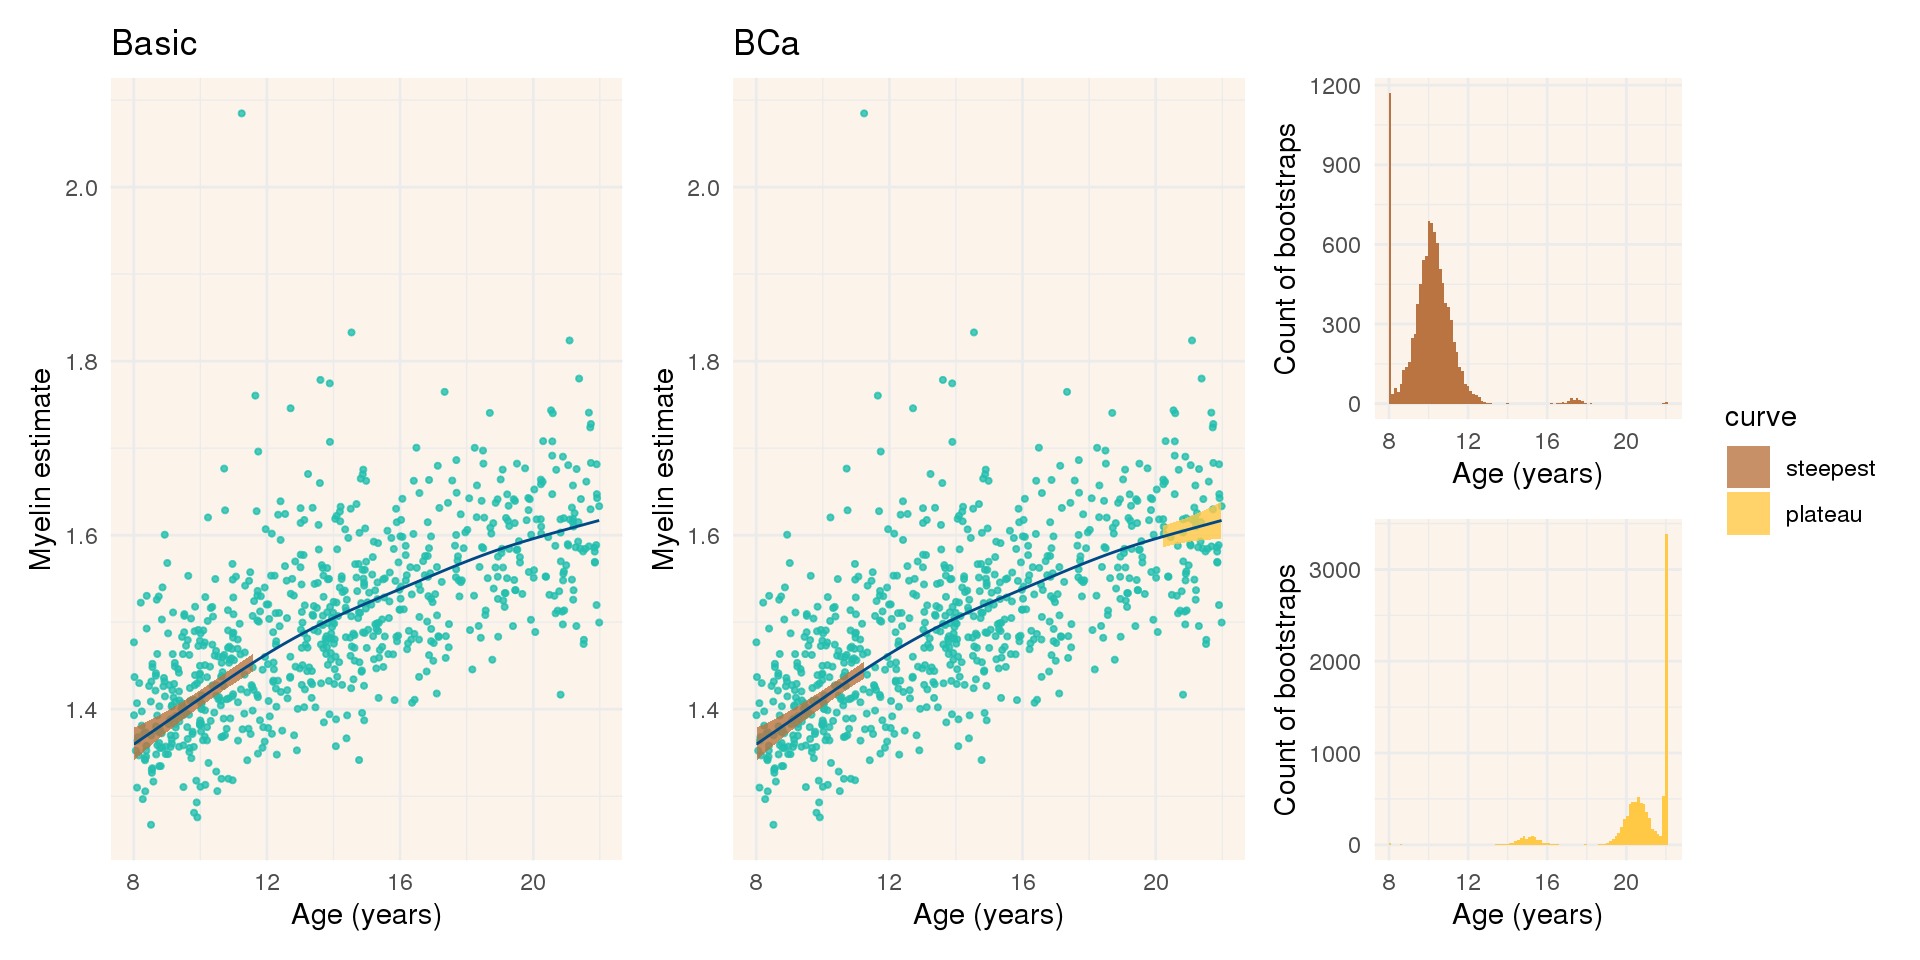 Basic
Myelin estimate
2.0
1.8
1.6
1.4
8 12 16 20
Age (years)
BCa
Myelin estimate
2.0
1.8
1.6
1.4
8 12 16 20
Age (years)
Count of bootstraps
1200
900
600
300
0
8 12 16 20
Age (years)
Count of bootstraps
3000
2000
1000
0
8 12 16 20
Age (years)
curve
steepest
plateau